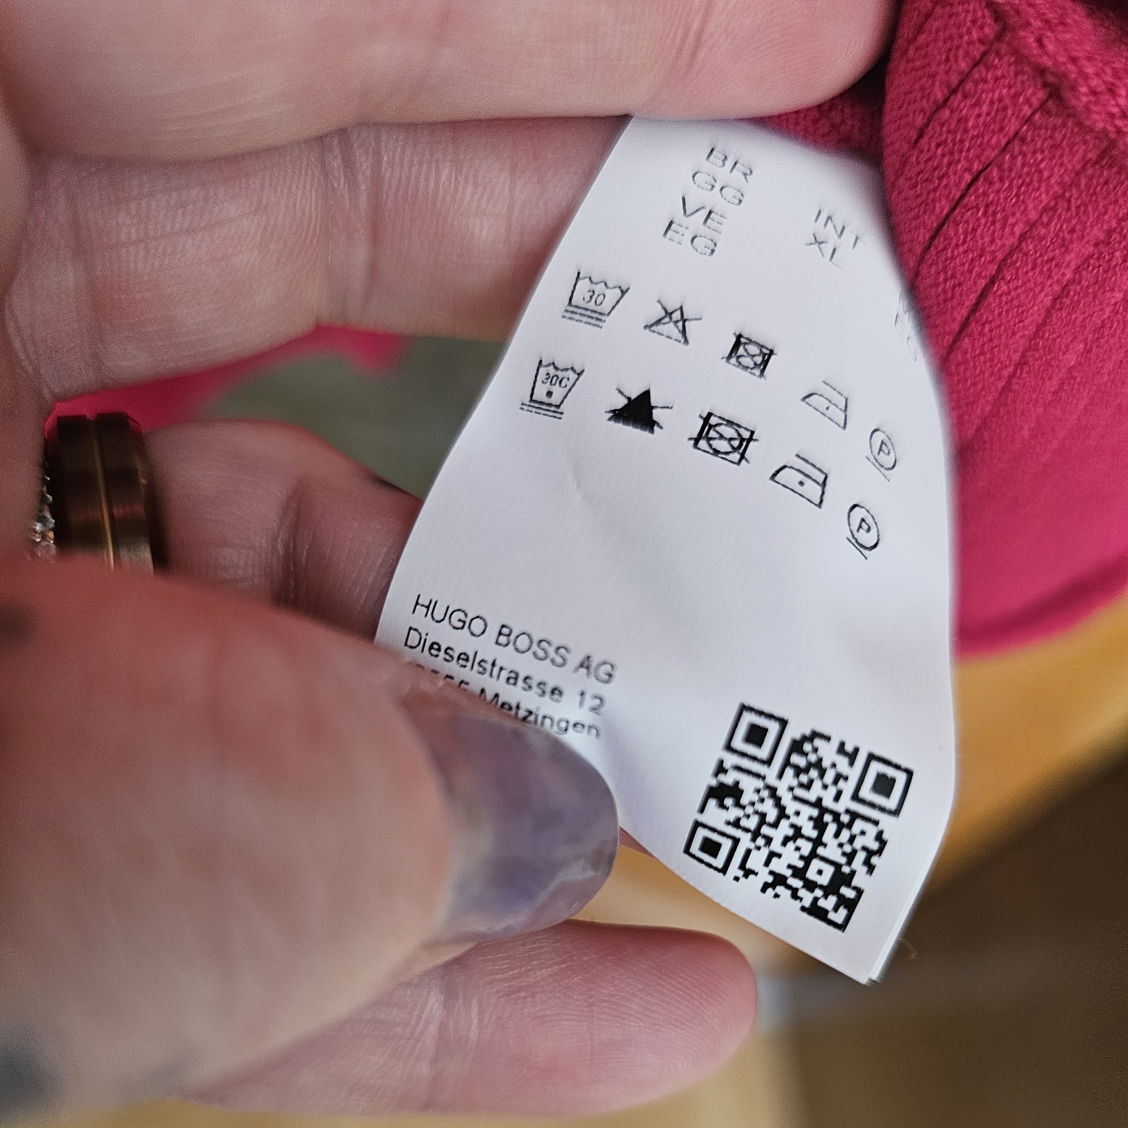 BR
GG
VE
EG
INT
XL
30
30C
P
P
HUGO BOSS AG
Dieselstrasse 12
Metzingen